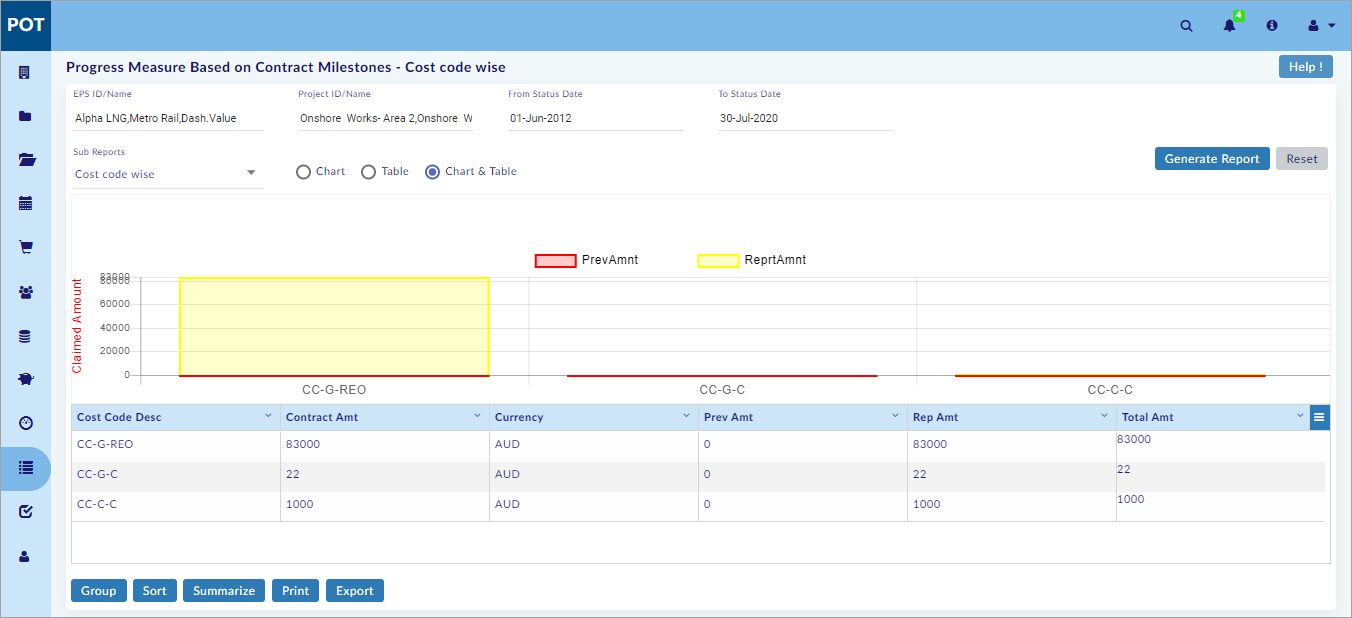 POT
4
Progress Measure Based on Contract Milestones - Cost code wise
Help !
EPS ID/Name Project ID/Name From Status Date To Status Date
Alpha LNG,Metro Rail,Dash.Value Onshore Works- Area 2,Onshore W 01-Jun-2012 30-Jul-2020
Sub Reports
Cost code wise Chart Table Chart & Table
Generate Report Reset
PrevAmnt ReprtAmnt
Claimed Amount
83000
80000
60000
40000
20000
0
CC-G-REO CC-G-C CC-C-C
Cost Code Desc Contract Amt Currency Prev Amt Rep Amt Total Amt
CC-G-REO 83000 AUD 0 83000 83000
CC-G-C 22 AUD 0 22 22
CC-C-C 1000 AUD 0 1000 1000
Group Sort Summarize Print Export